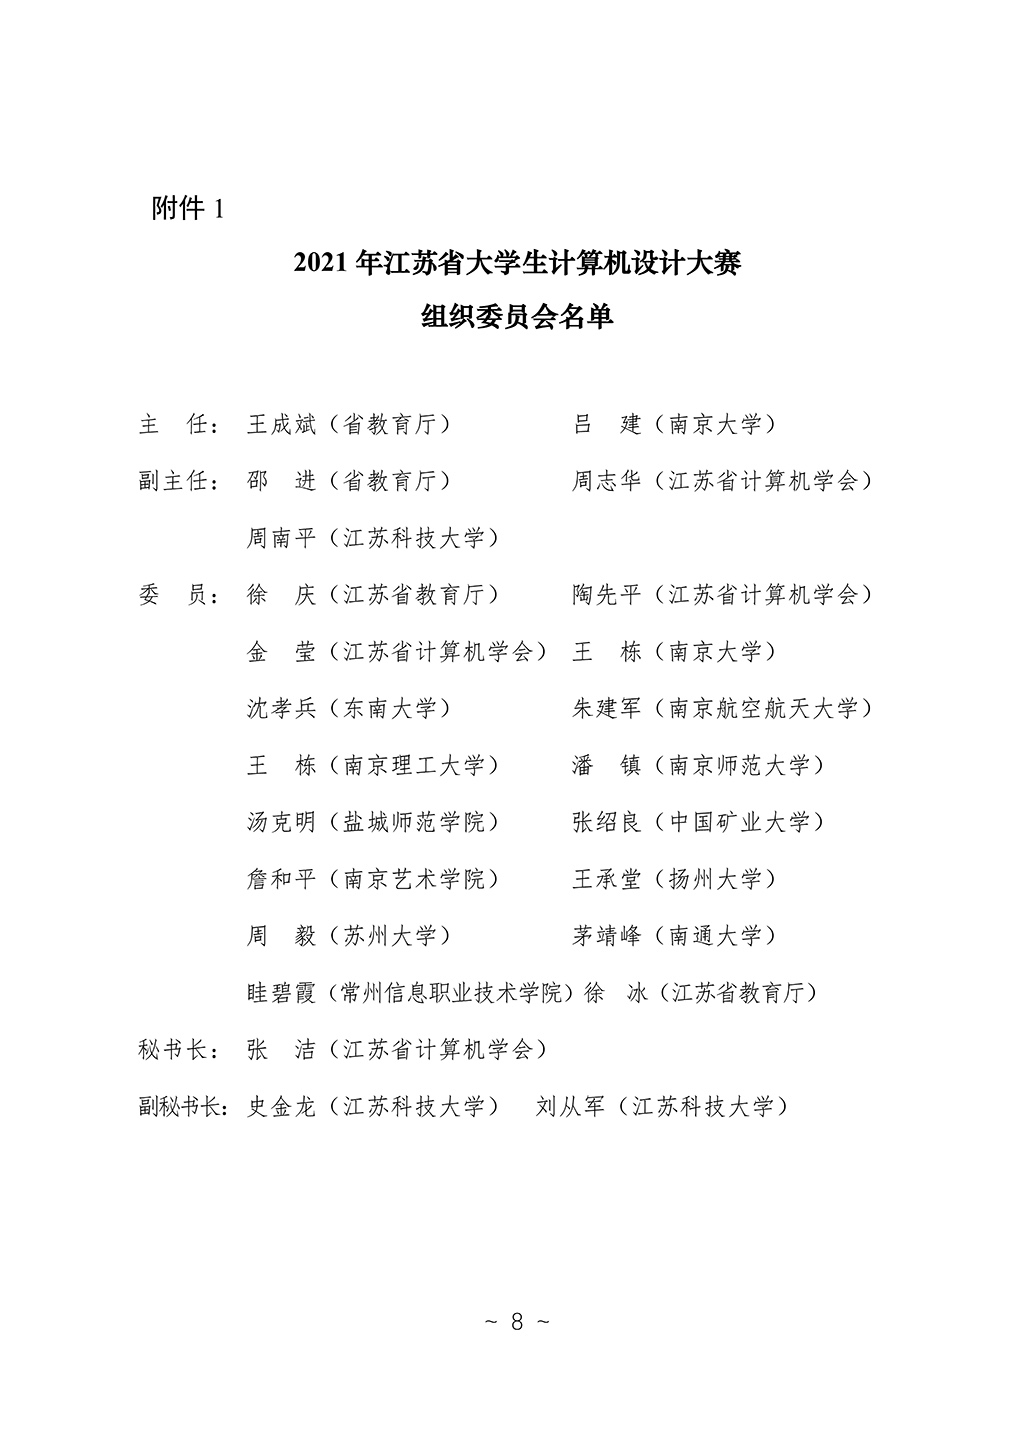 附件 1
2021 年江苏省大学生计算机设计大赛
组织委员会名单
主　任： 王成斌（省教育厅） 吕　建（南京大学）
副主任： 邵　进（省教育厅） 周志华（江苏省计算机学会）
周南平（江苏科技大学）
委　员： 徐　庆（江苏省教育厅） 陶先平（江苏省计算机学会）
金　莹（江苏省计算机学会） 王　栋（南京大学）
沈孝兵（东南大学） 朱建军（南京航空航天大学）
王　栋（南京理工大学） 潘　镇（南京师范大学）
汤克明（盐城师范学院） 张绍良（中国矿业大学）
詹和平（南京艺术学院） 王承堂（扬州大学）
周　毅（苏州大学） 茅靖峰（南通大学）
眭碧霞（常州信息职业技术学院）徐　冰（江苏省教育厅）
秘书长： 张　洁（江苏省计算机学会）
副秘书长： 史金龙（江苏科技大学） 刘从军（江苏科技大学）
~ 8 ~